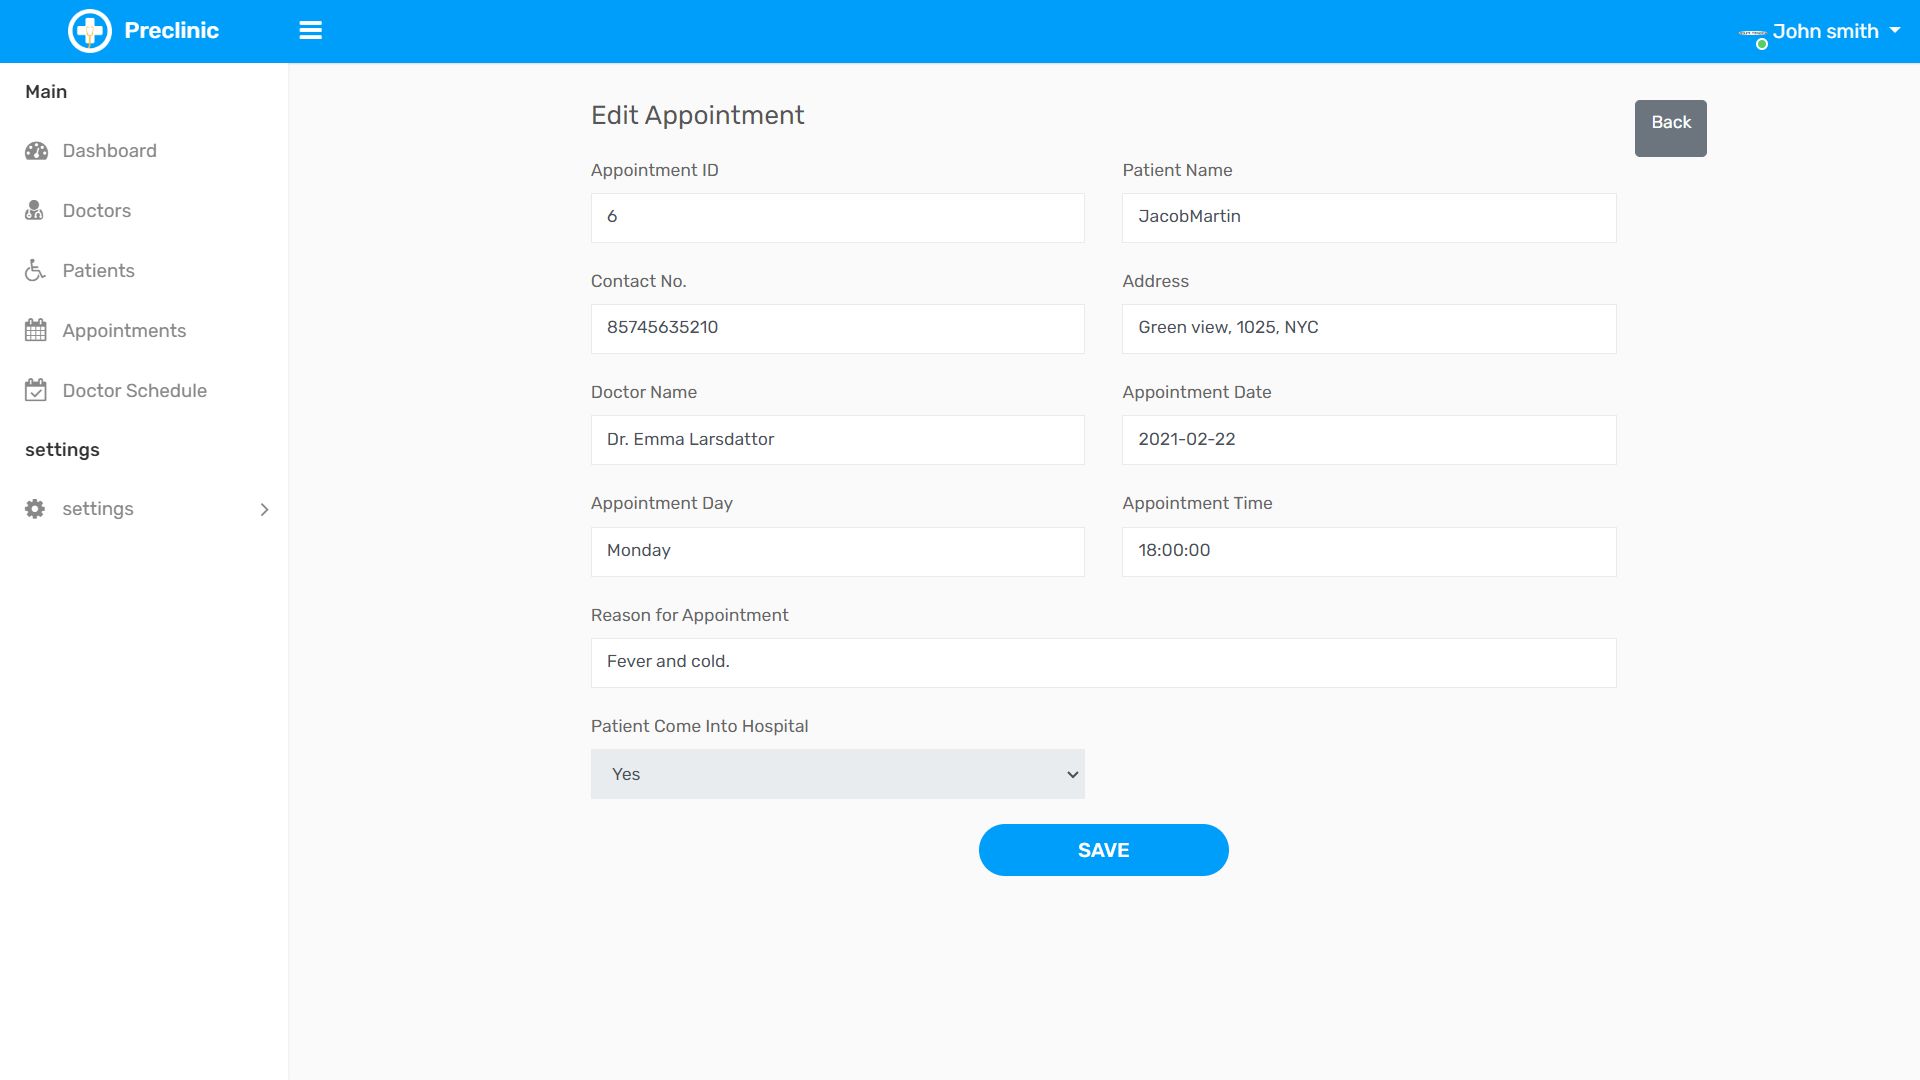 Preclinic
John smith
Main
Dashboard
Doctors
Patients
Appointments
Doctor Schedule
settings
settings
Edit Appointment
Back
Appointment ID
Patient Name
6
JacobMartin
Contact No.
Address
85745635210
Green view, 1025, NYC
Doctor Name
Appointment Date
Dr. Emma Larsdattor
2021-02-22
Appointment Day
Appointment Time
Monday
18:00:00
Reason for Appointment
Fever and cold.
Patient Come Into Hospital
Yes
SAVE